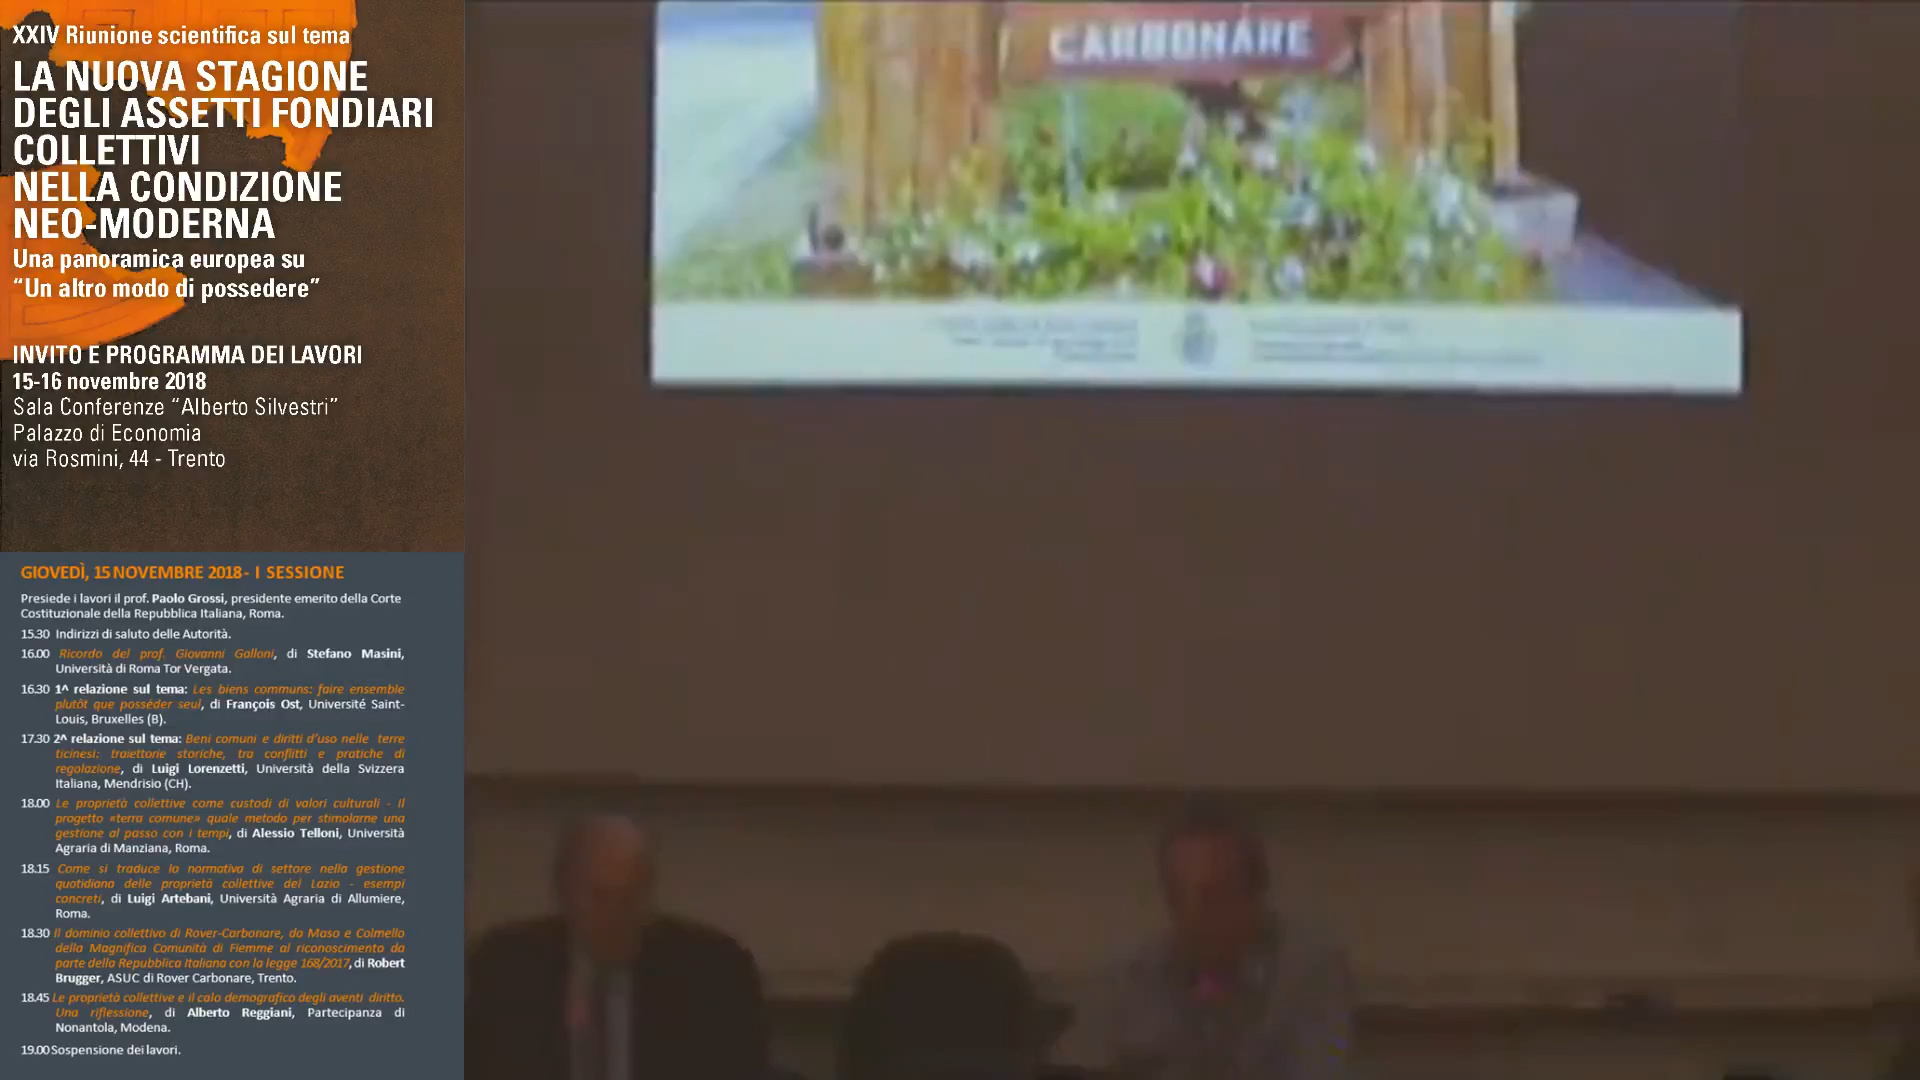 XXIV Riunione scientifica sul tema
LA NUOVA STAGIONE
DEGLI ASSETTI FONDIARI
COLLETTIVI
NELLA CONDIZIONE
NEO-MODERNA
Una panoramica europea su
“Un altro modo di possedere”
INVITO E PROGRAMMA DEI LAVORI
15-16 novembre 2018
Sala Conferenze “Alberto Silvestri”
Palazzo di Economia
via Rosmini, 44 - Trento
GIOVEDÌ, 15 NOVEMBRE 2018 - I SESSIONE
Presiede i lavori il prof. Paolo Grossi, presidente emerito della Corte
Costituzionale della Repubblica Italiana, Roma.
15.30 Indirizzi di saluto delle Autorità.
16.00 Ricordo del prof. Giovanni Galloni, di Stefano Masini,
Università di Roma Tor Vergata.
16.30 1^ relazione sul tema: Les biens communs: faire ensemble
plutôt que posséder seul, di François Ost, Université Saint-
Louis, Bruxelles (B).
17.30 2^ relazione sul tema: Beni comuni e diritti d’uso nelle terre
ticinesi: traiettorie storiche, tra conflitti e pratiche di
regolazione, di Luigi Lorenzetti, Università della Svizzera
Italiana, Mendrisio (CH).
18.00 Le proprietà collettive come custodi di valori culturali - Il
progetto «terra comune» quale metodo per stimolarne una
gestione al passo con i tempi, di Alessio Telloni, Università
Agraria di Manziana, Roma.
18.15 Come si traduce la normativa di settore nella gestione
quotidiana delle proprietà collettive del Lazio - esempi
concreti, di Luigi Artebani, Università Agraria di Allumiere,
Roma.
18.30 Il dominio collettivo di Rover-Carbonare, da Maso e Colmello
della Magnifica Comunità di Fiemme al riconoscimento da
parte della Repubblica Italiana con la legge 168/2017, di Robert
Brugger, ASUC di Rover Carbonare, Trento.
18.45 Le proprietà collettive e il calo demografico degli aventi diritto.
Una riflessione, di Alberto Reggiani, Partecipanza di
Nonantola, Modena.
19.00 Sospensione dei lavori.
CARBONARE